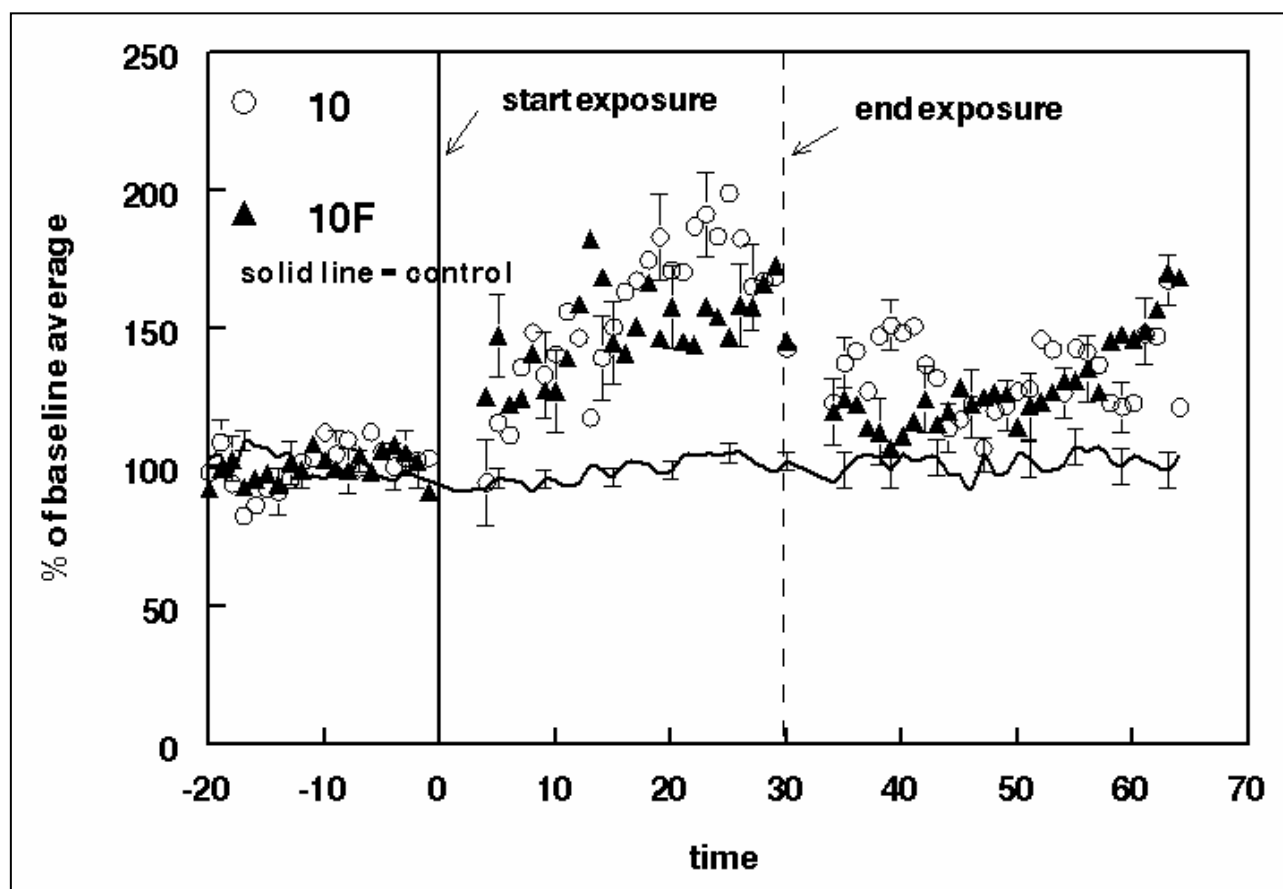 250
200
150
100
50
0
% of baseline average
10
10F
solid line = control
start exposure
end exposure
-20 -10 0 10 20 30 40 50 60 70
time